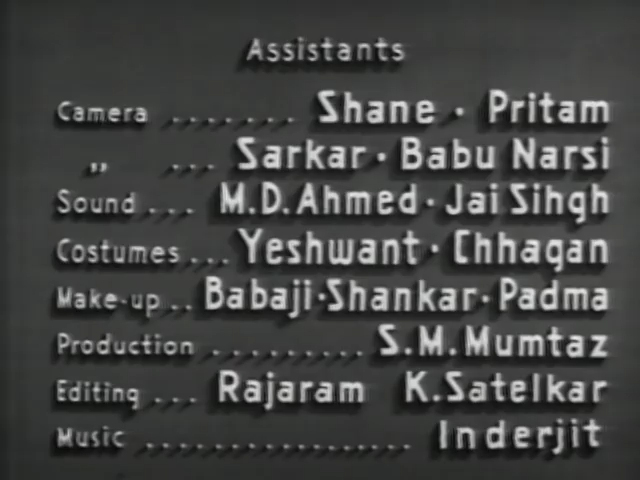 Assistants
Camera ....... Shane · Pritam
„ ... Sarkar · Babu Narsi
Sound ... M.D. Ahmed · Jai Sihgh
Costumes ... Yeshwant · Chhagan
Make-up .. Babaji · Shankar · Padma
Production ......... S.M. Mumtaz
Editing ... Rajaram K. Satelkar
Music .................. Inderjit